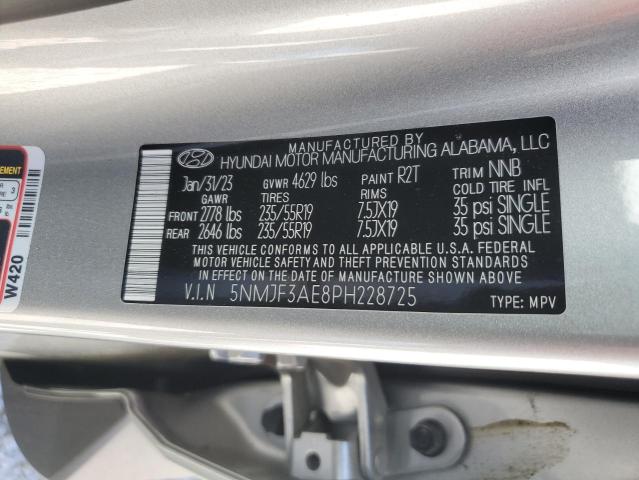 MANUFACTURED BY
HYUNDAI MOTOR MANUFACTURING ALABAMA, LLC
Jan/31/23 GVWR 4629 lbs PAINT R2T TRIM NNB
GAWR TIRES RIMS COLD TIRE INFL
FRONT 2778 lbs 235/55R19 7.5JX19 35 psi SINGLE
REAR 2646 lbs 235/55R19 7.5JX19 35 psi SINGLE
THIS VEHICLE CONFORMS TO ALL APPLICABLE U.S.A. FEDERAL
MOTOR VEHICLE SAFETY AND THEFT PREVENTION STANDARDS
IN EFFECT ON THE DATE OF MANUFACTURE SHOWN ABOVE.
V.I.N 5NMJF3AE8PH228725 TYPE: MPV
W420
3